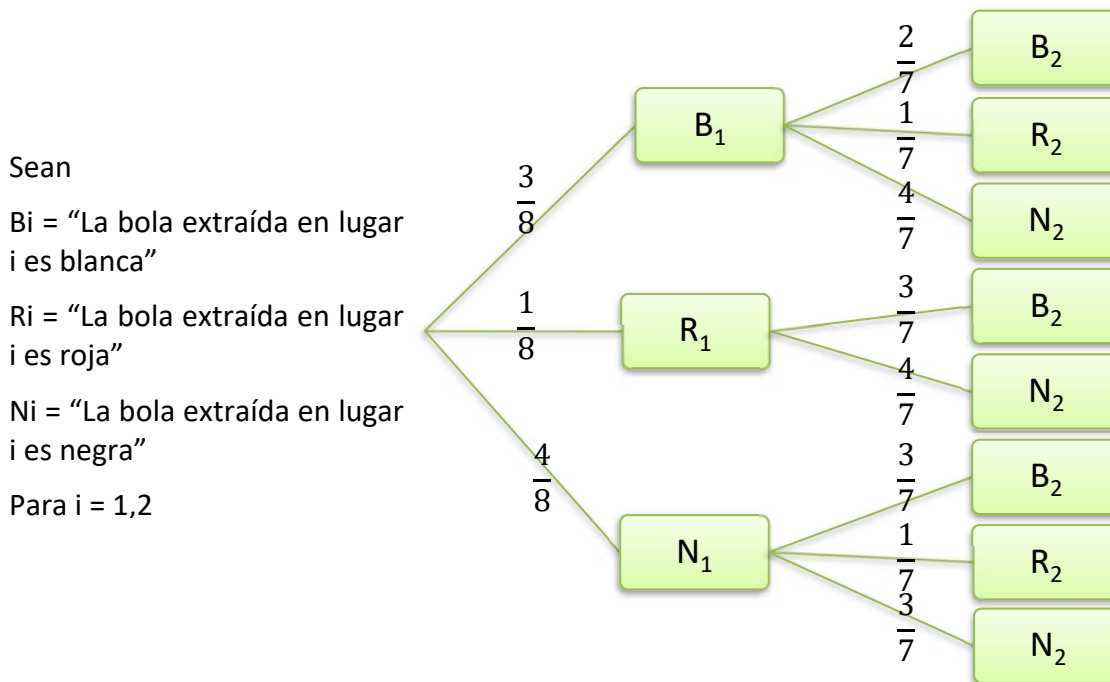 Sean
Bi = “La bola extraída en lugar
i es blanca”
Ri = “La bola extraída en lugar
i es roja”
Ni = “La bola extraída en lugar
i es negra”
Para i = 1,2
3/8
1/8
4/8
B₁
R₁
N₁
2/7
B₂
1/7
R₂
4/7
N₂
3/7
B₂
4/7
N₂
3/7
B₂
1/7
R₂
3/7
N₂